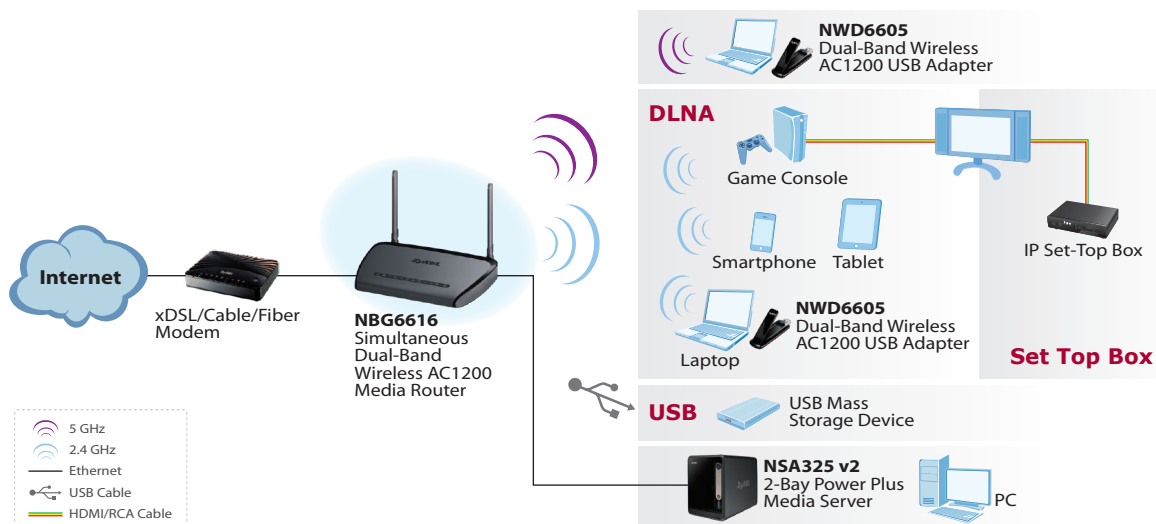 NWD6605
Dual-Band Wireless
AC1200 USB Adapter
DLNA
Game Console
Smartphone
Tablet
IP Set-Top Box
NWD6605
Dual-Band Wireless
AC1200 USB Adapter
Laptop
Set Top Box
Internet
xDSL/Cable/Fiber
Modem
ZyXEL
NBG6616
Simultaneous
Dual-Band
Wireless AC1200
Media Router
USB
USB Mass
Storage Device
NSA325 v2
2-Bay Power Plus
Media Server
ZyXEL
PC
5 GHz
2.4 GHz
Ethernet
USB Cable
HDMI/RCA Cable